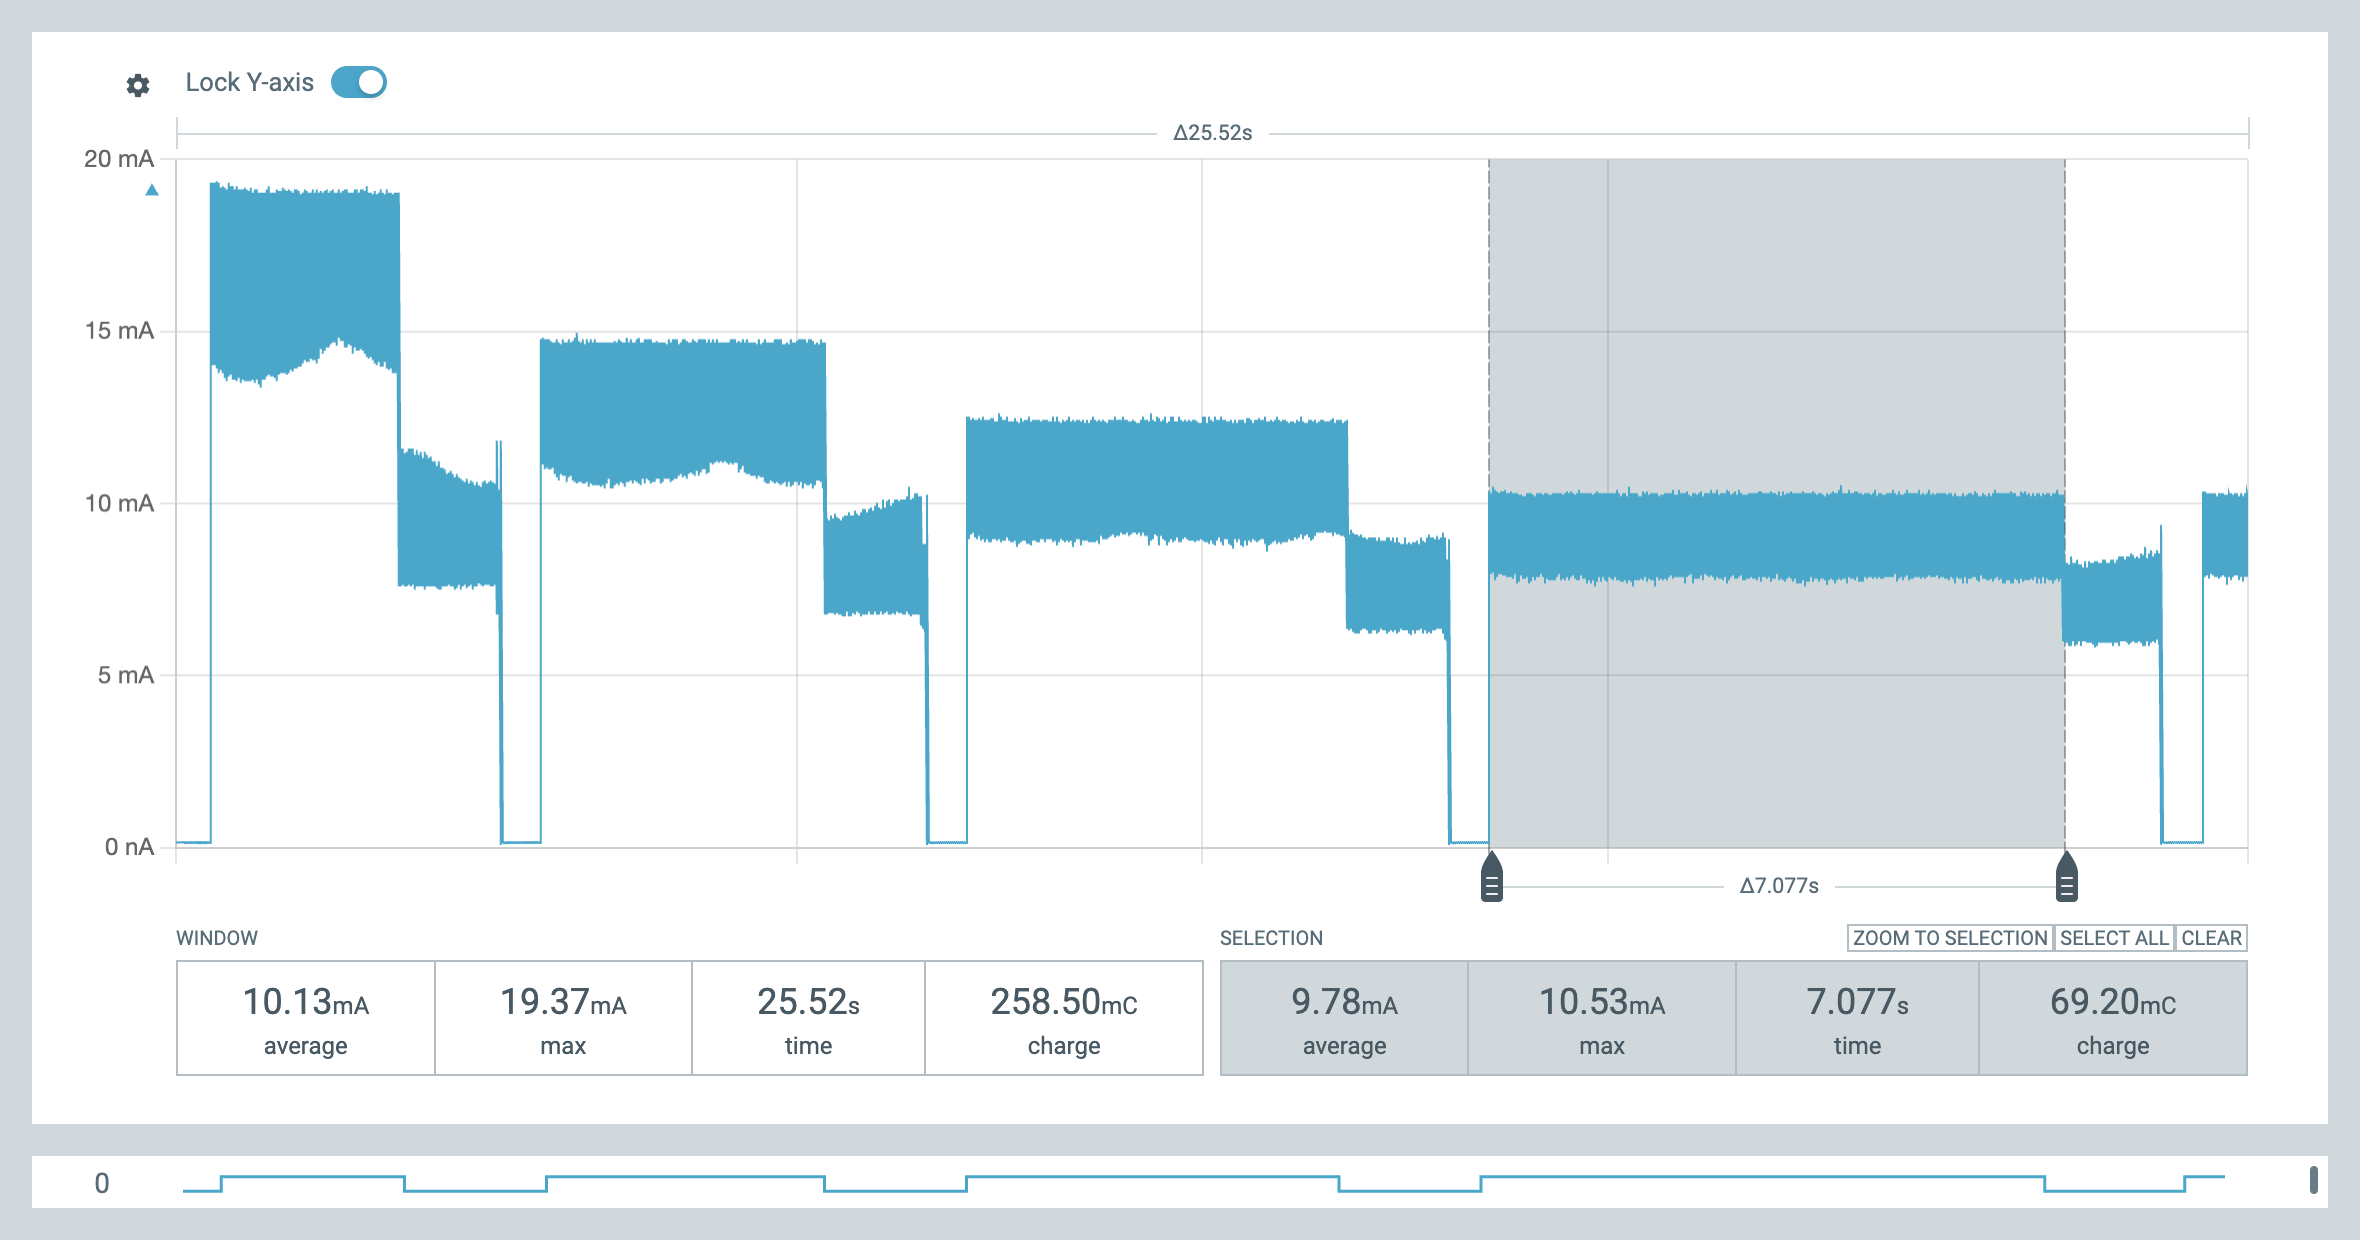 Lock Y-axis
Δ25.52s
20 mA
15 mA
10 mA
5 mA
0 nA
Δ7.077s
WINDOW
SELECTION
ZOOM TO SELECTION
SELECT ALL
CLEAR
10.13mA
19.37mA
25.52s
258.50mC
average
max
time
charge
9.78mA
10.53mA
7.077s
69.20mC
average
max
time
charge
0